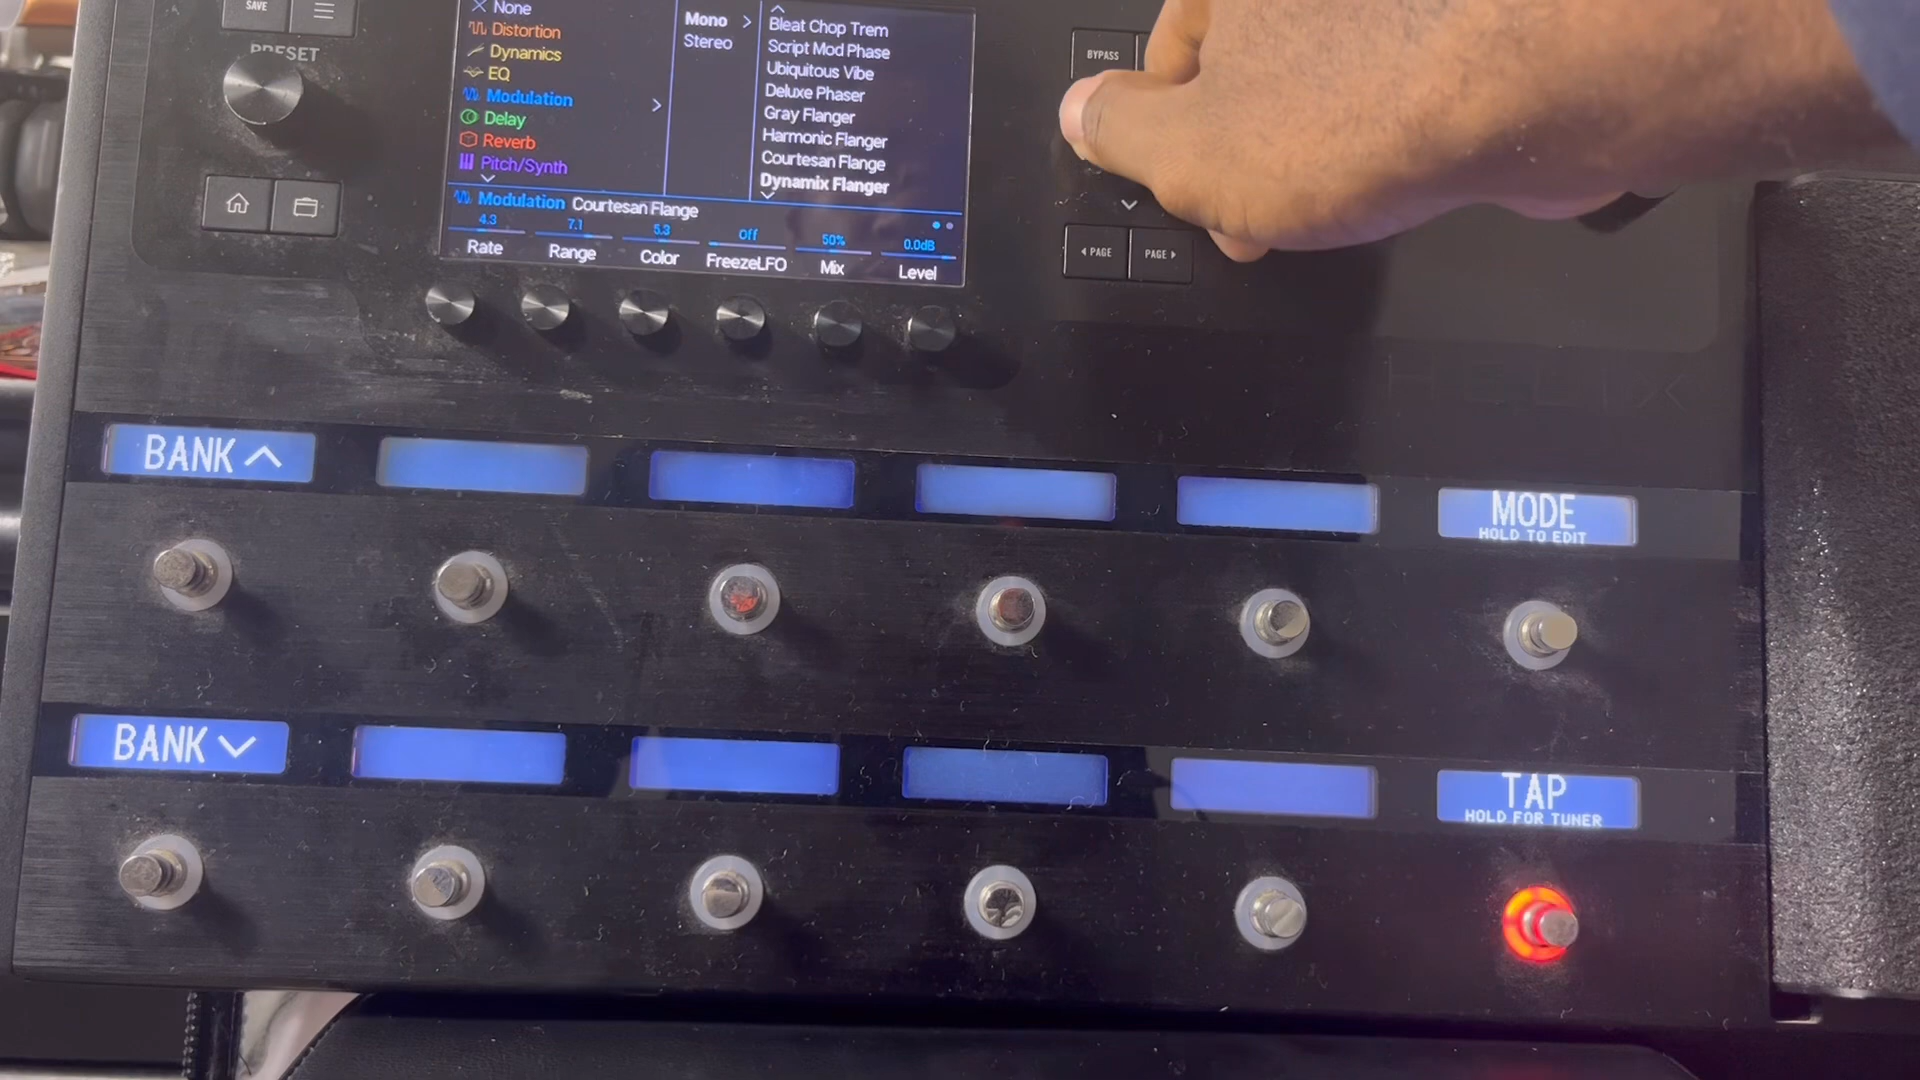 SAVE
PRESET
None
Distortion
Dynamics
EQ
Modulation
Delay
Reverb
Pitch/Synth
Mono
Stereo
Bleat Chop Trem
Script Mod Phase
Ubiquitous Vibe
Deluxe Phaser
Gray Flanger
Harmonic Flanger
Courtesan Flange
Dynamix Flanger
Modulation Courtesan Flange
4.3 7.1 5.3 Off 50% 0.0dB
Rate Range Color FreezeLFO Mix Level
BYPASS
PAGE PAGE
HELIX
BANK
MODE
HOLD TO EDIT
BANK
TAP
HOLD FOR TUNER